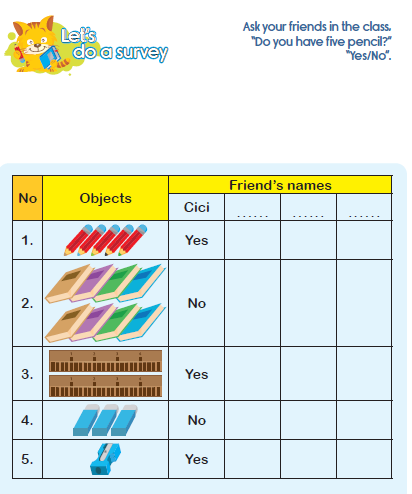 Let's
do a survey
Ask your friends in the class.
"Do you have five pencil?"
"Yes/No".
No Objects Friend's names
Cici ...... ...... ......
1. Yes
2. No
3. Yes
4. No
5. Yes